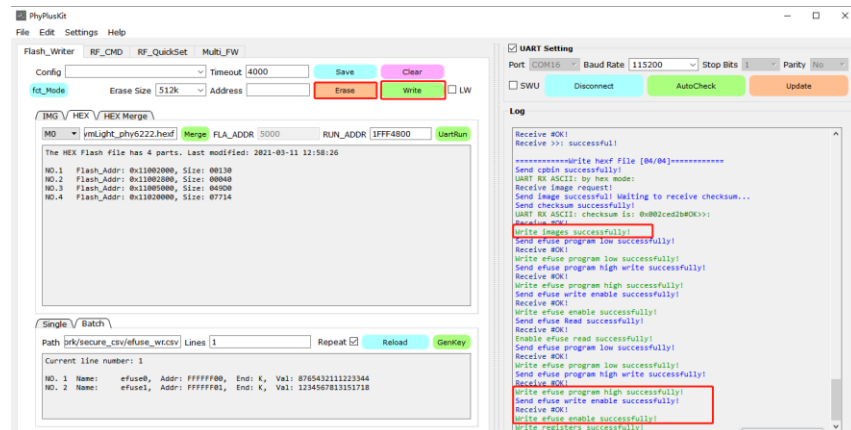 PhyPlusKit
File Edit Settings Help
Flash_Writer RF_CMD RF_QuickSet Multi_FW
Config Timeout 4000 Save Clear
fct_Mode Erase Size 512k Address Erase Write LW
IMG HEX HEX Merge
M0 vmLight_phy6222.hexf Merge FLA_ADDR 5000 RUN_ADDR 1FFF4800 UartRun
The HEX Flash file has 4 parts. Last modified: 2021-03-11 12:58:26
NO.1 Flash_Addr: 0x11002000, Size: 00130
NO.2 Flash_Addr: 0x11002800, Size: 00040
NO.3 Flash_Addr: 0x11005000, Size: 049D0
NO.4 Flash_Addr: 0x11020000, Size: 07714
Single Batch
Path ork/secure_csv/efuse_wr.csv Lines 1 Repeat Reload GenKey
Current line number: 1
NO. 1 Name: efuse0, Addr: FFFFFF00, End: K, Val: 8765432111223344
NO. 2 Name: efuse1, Addr: FFFFFF01, End: K, Val: 1234567813151718
UART Setting
Port COM16 Baud Rate 115200 Stop Bits 1 Parity No
SWU Disconnect AutoCheck Update
Log
Receive #OK!
Receive >>: successful!
============Write hexf File [04/04]============
Send cpbin successfully!
UART RX ASCII: by hex mode:
Receive image request!
Send image successful! Waiting to receive checksum...
Send checksum successfully!
UART RX ASCII: checksum is: 0x002ced2b#OK>>:
Receive #OK!
Write images successfully!
Send efuse program low successfully!
Receive #OK!
Write efuse program low successfully!
Send efuse program high write successfully!
Receive #OK!
Write efuse program high successfully!
Send efuse write enable successfully!
Receive #OK!
Write efuse enable successfully!
Send efuse Read successfully!
Receive #OK!
Enable efuse read successfully!
Send efuse program low successfully!
Receive #OK!
Write efuse program low successfully!
Send efuse program high write successfully!
Receive #OK!
Write efuse program high successfully!
Send efuse write enable successfully!
Receive #OK!
Write efuse enable successfully!
Write registers successfully!